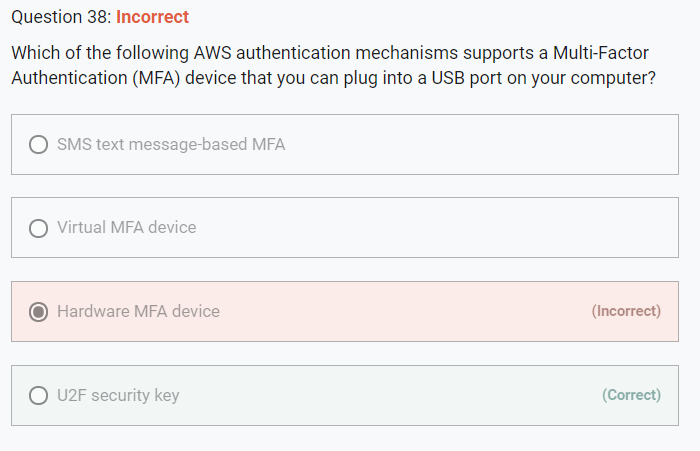 Question 38: Incorrect
Which of the following AWS authentication mechanisms supports a Multi-Factor
Authentication (MFA) device that you can plug into a USB port on your computer?
SMS text message-based MFA
Virtual MFA device
Hardware MFA device (Incorrect)
U2F security key (Correct)